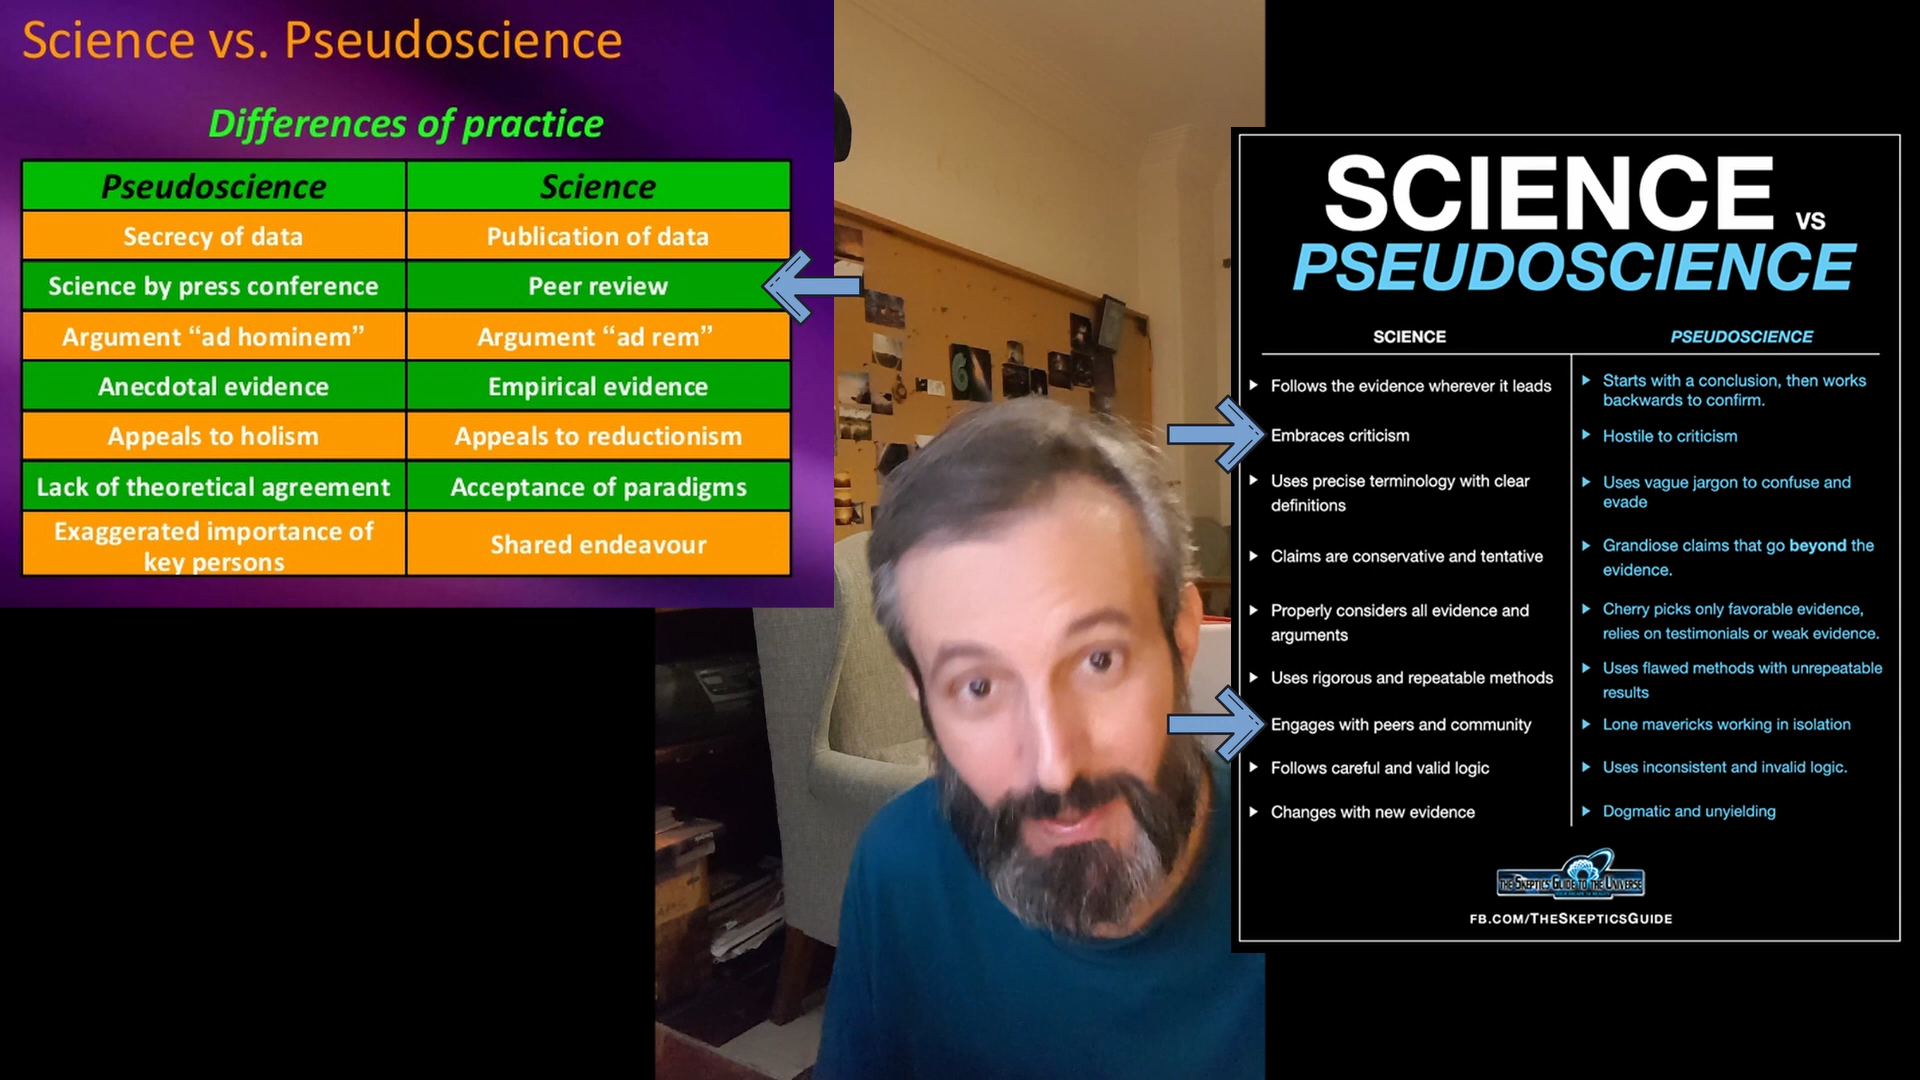 Science vs. Pseudoscience
Differences of practice
Pseudoscience Science
Secrecy of data Publication of data
Science by press conference Peer review
Argument “ad hominem” Argument “ad rem”
Anecdotal evidence Empirical evidence
Appeals to holism Appeals to reductionism
Lack of theoretical agreement Acceptance of paradigms
Exaggerated importance of
key persons
Shared endeavour
SCIENCE vs
PSEUDOSCIENCE
SCIENCE PSEUDOSCIENCE
Follows the evidence wherever it leads
Starts with a conclusion, then works
backwards to confirm.
Embraces criticism
Hostile to criticism
Uses precise terminology with clear
definitions
Uses vague jargon to confuse and
evade
Claims are conservative and tentative
Grandiose claims that go beyond the
evidence.
Properly considers all evidence and
arguments
Cherry picks only favorable evidence,
relies on testimonials or weak evidence.
Uses rigorous and repeatable methods
Uses flawed methods with unrepeatable
results
Engages with peers and community
Lone mavericks working in isolation
Follows careful and valid logic
Uses inconsistent and invalid logic.
Changes with new evidence
Dogmatic and unyielding
THE SKEPTICS GUIDE TO THE UNIVERSE
FB.COM/THESKEPTICSGUIDE